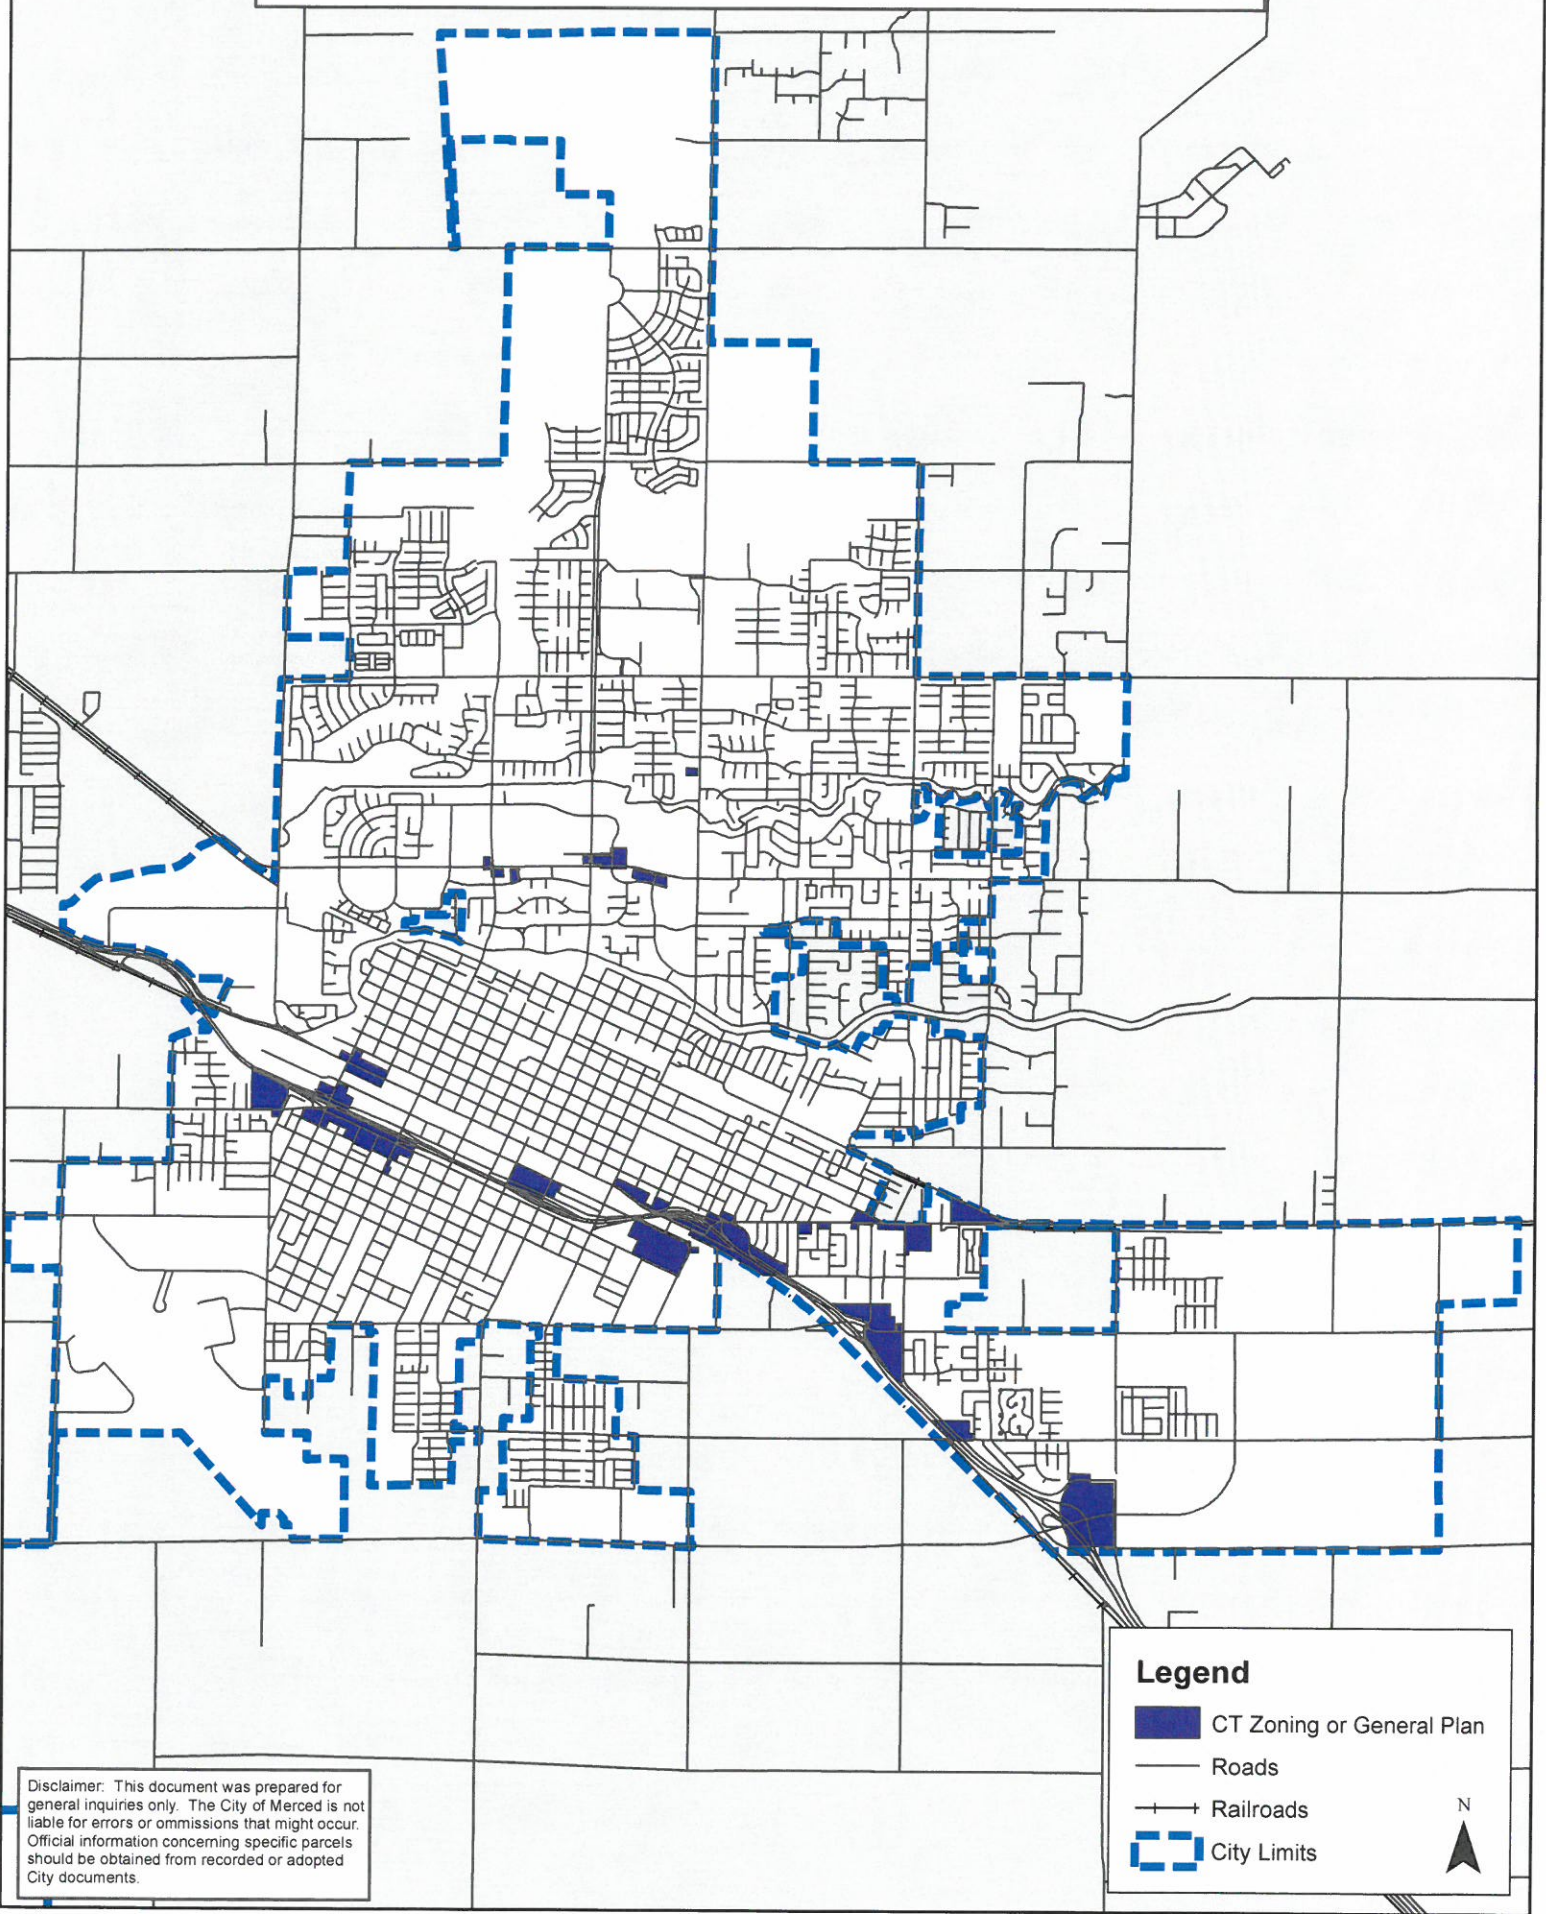 Legend
CT Zoning or General Plan
Roads
Railroads
City Limits
N
Disclaimer: This document was prepared for
general inquiries only. The City of Merced is not
liable for errors or ommissions that might occur.
Official information concerning specific parcels
should be obtained from recorded or adopted
City documents.